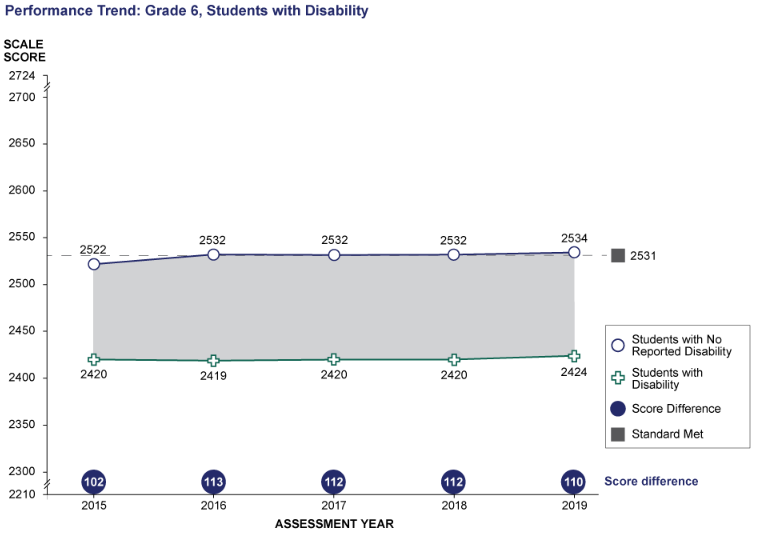 Performance Trend: Grade 6, Students with Disability
SCALE
SCORE
2724
2700
2650
2600
2550
2500
2450
2400
2350
2300
2210
2522
2532
2532
2532
2534
2531
2420
2419
2420
2420
2424
Students with No
Reported Disability
Students with
Disability
Score Difference
Standard Met
102
113
112
112
110
Score difference
2015
2016
2017
2018
2019
ASSESSMENT YEAR